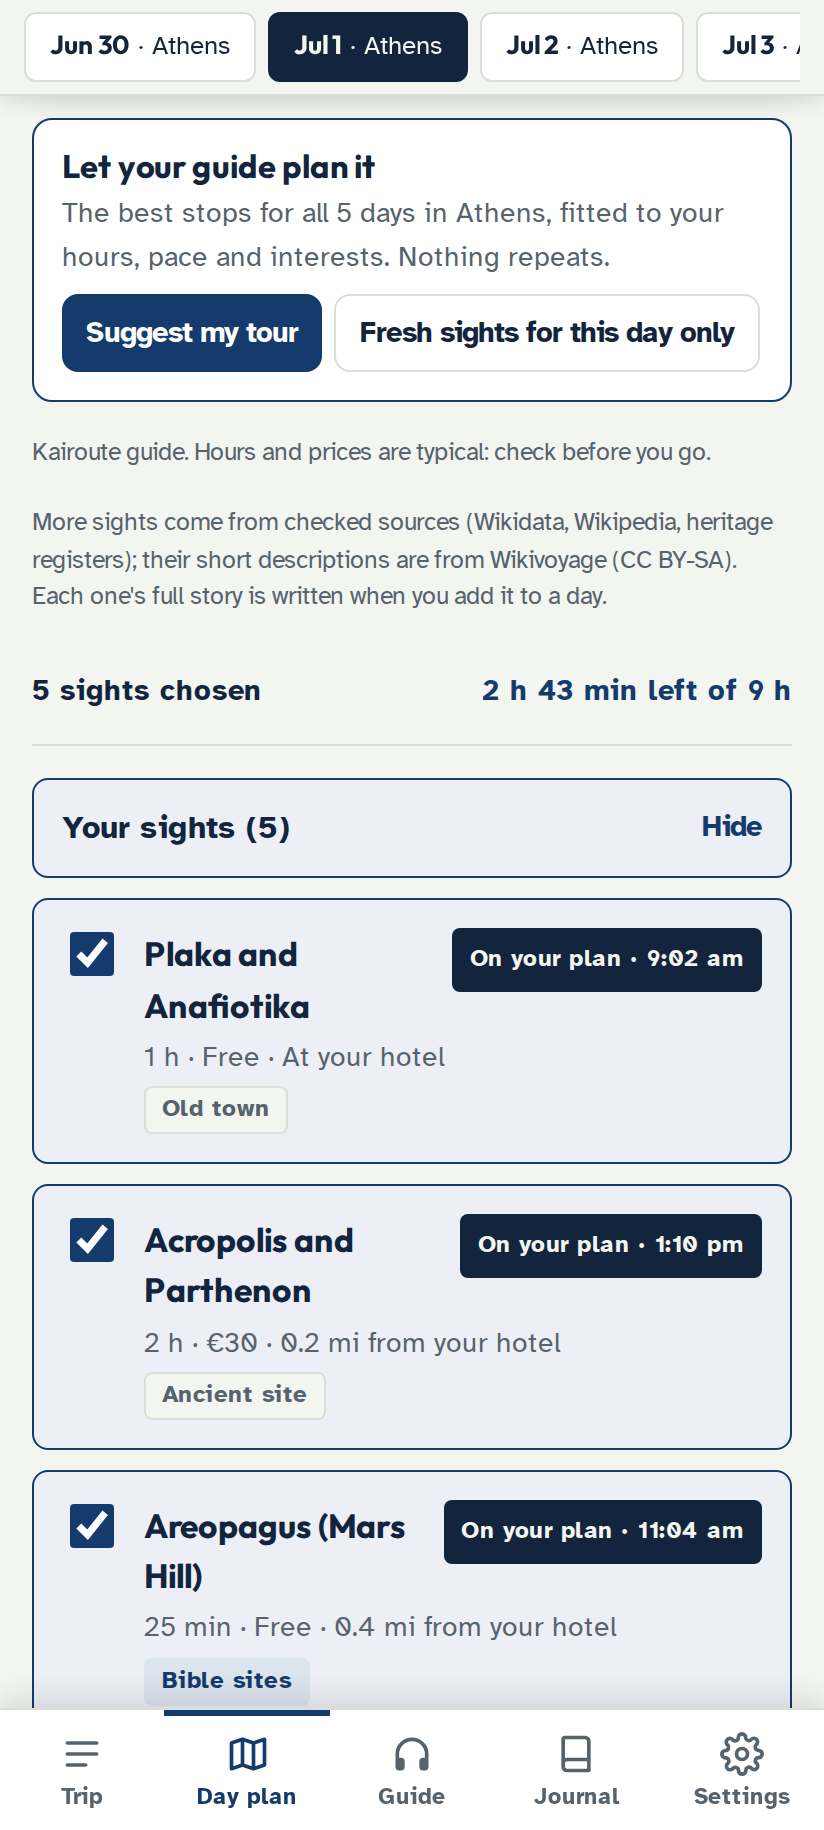 Jun 30 · Athens
Jul 1 · Athens
Jul 2 · Athens
Jul 3 ·
Let your guide plan it
The best stops for all 5 days in Athens, fitted to your
hours, pace and interests. Nothing repeats.
Suggest my tour
Fresh sights for this day only
Kairoute guide. Hours and prices are typical: check before you go.
More sights come from checked sources (Wikidata, Wikipedia, heritage
registers); their short descriptions are from Wikivoyage (CC BY-SA).
Each one's full story is written when you add it to a day.
5 sights chosen
2 h 43 min left of 9 h
Your sights (5)
Hide
Plaka and
Anafiotika
On your plan · 9:02 am
1 h · Free · At your hotel
Old town
Acropolis and
Parthenon
On your plan · 1:10 pm
2 h · €30 · 0.2 mi from your hotel
Ancient site
Areopagus (Mars
Hill)
On your plan · 11:04 am
25 min · Free · 0.4 mi from your hotel
Bible sites
Trip
Day plan
Guide
Journal
Settings